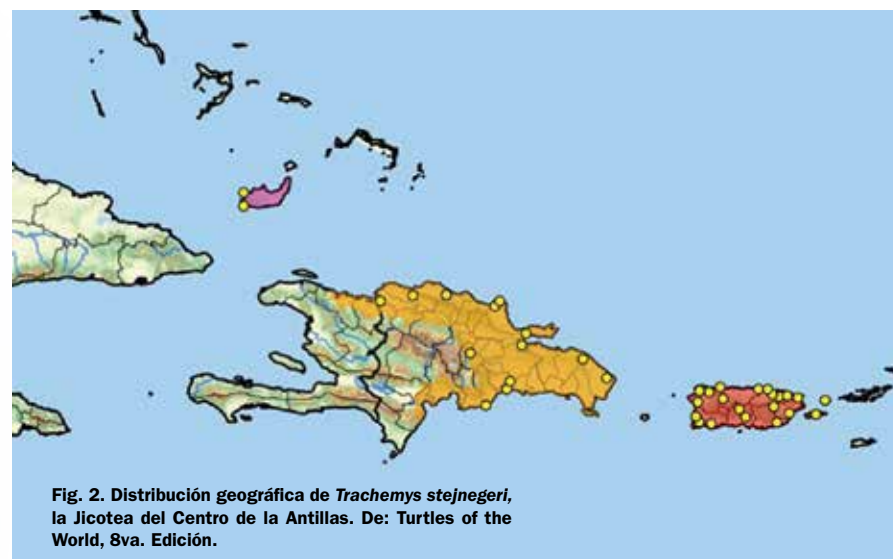 Fig. 2. Distribución geográfica de Trachemys stejnegeri,
la Jicotea del Centro de la Antillas. De: Turtles of the
World, 8va. Edición.